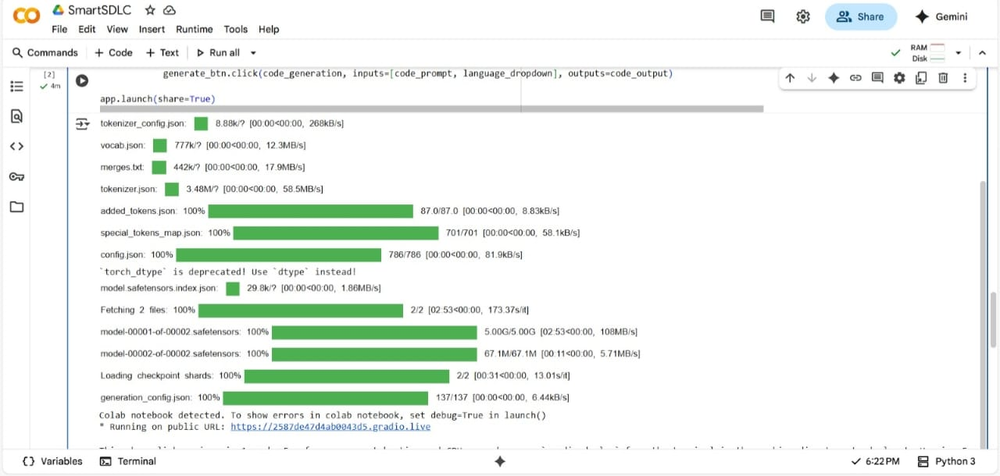 SmartSDLC
File Edit View Insert Runtime Tools Help
Share
Gemini
Commands + Code + Text Run all
RAM
Disk
[2]
4m
generate_btn.click(code_generation, inputs=[code_prompt, language_dropdown], outputs=code_output)
app.launch(share=True)
tokenizer_config.json: 8.88k/? [00:00<00:00, 268kB/s]
vocab.json: 777k/? [00:00<00:00, 12.3MB/s]
merges.txt: 442k/? [00:00<00:00, 17.9MB/s]
tokenizer.json: 3.48M/? [00:00<00:00, 58.5MB/s]
added_tokens.json: 100% 87.0/87.0 [00:00<00:00, 8.83kB/s]
special_tokens_map.json: 100% 701/701 [00:00<00:00, 58.1kB/s]
config.json: 100% 786/786 [00:00<00:00, 81.9kB/s]
`torch_dtype` is deprecated! Use `dtype` instead!
model.safetensors.index.json: 29.8k/? [00:00<00:00, 1.86MB/s]
Fetching 2 files: 100% 2/2 [02:53<00:00, 173.37s/it]
model-00001-of-00002.safetensors: 100% 5.00G/5.00G [02:53<00:00, 108MB/s]
model-00002-of-00002.safetensors: 100% 67.1M/67.1M [00:11<00:00, 5.71MB/s]
Loading checkpoint shards: 100% 2/2 [00:31<00:00, 13.01s/it]
generation_config.json: 100% 137/137 [00:00<00:00, 6.44kB/s]
Colab notebook detected. To show errors in colab notebook, set debug=True in launch()
* Running on public URL: https://2587de47d4ab0043d5.gradio.live
Variables Terminal
6:22 PM Python 3